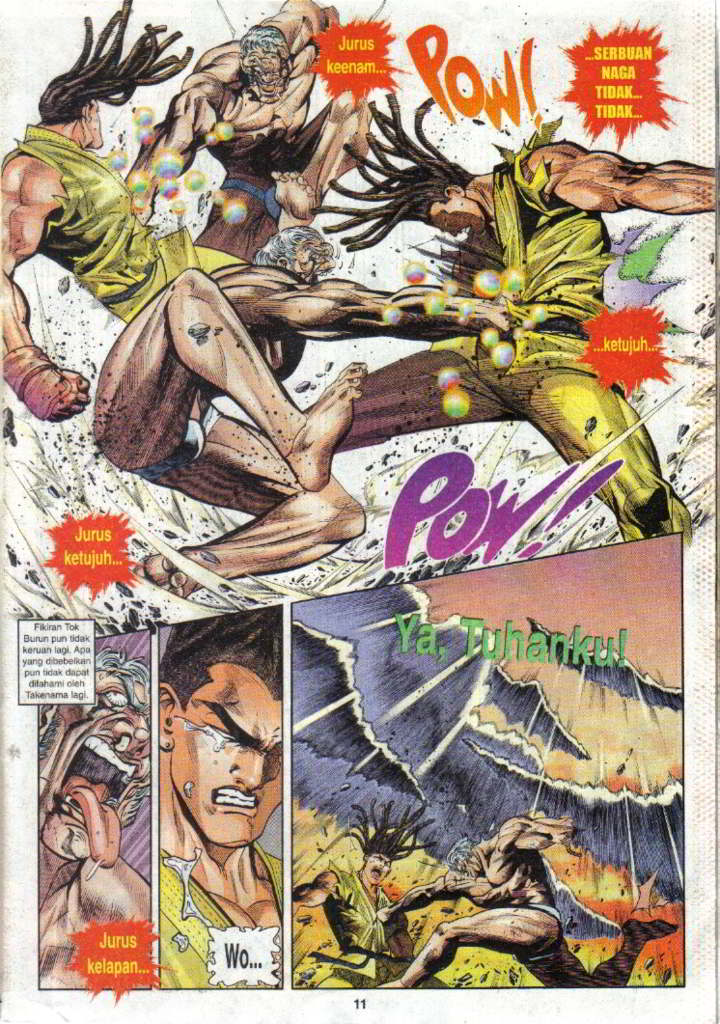 Jurus
keenam...
POW!
...SERBUAN
NAGA
TIDAK...
TIDAK...
...ketujuh...
POW!!
Jurus
ketujuh...
Fikiran Tok
Burun pun tidak
keruan lagi. Apa
yang dibebelkan
pun tidak dapat
difahami oleh
Takenama lagi.
Ya, Tuhanku!
Jurus
kelapan...
Wo...
11